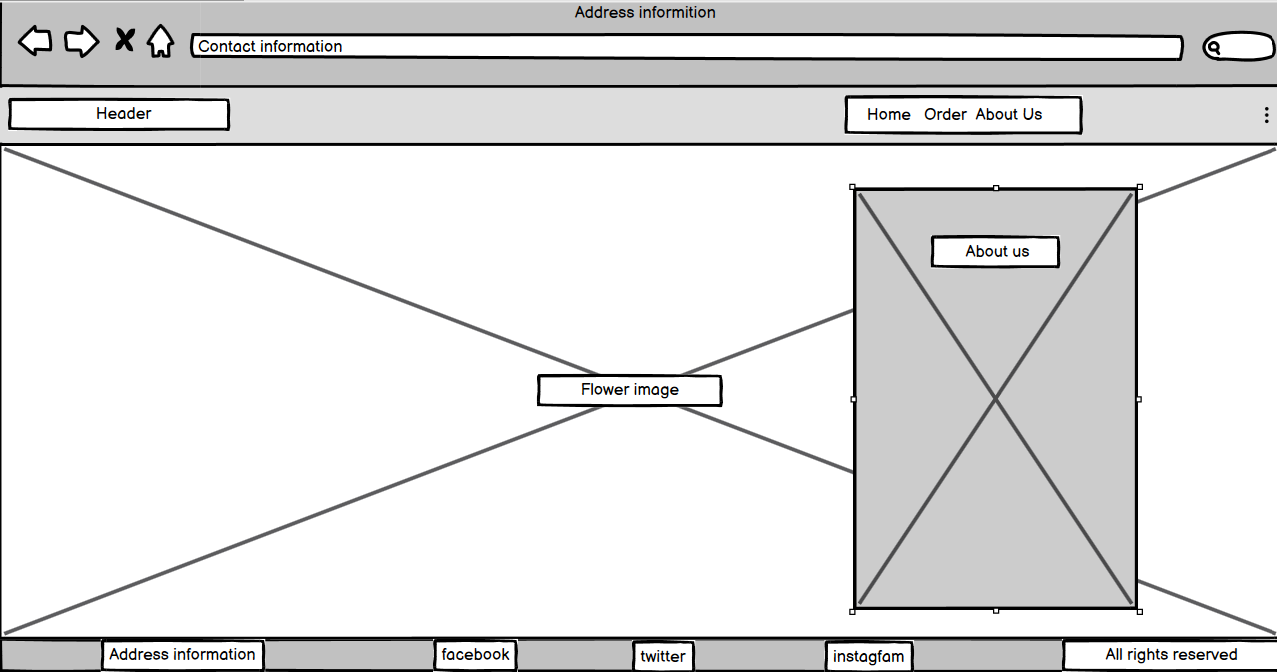 Address informition
Contact information
Header
Home Order About Us
About us
Flower image
Address information
facebook
twitter
instagfam
All rights reserved